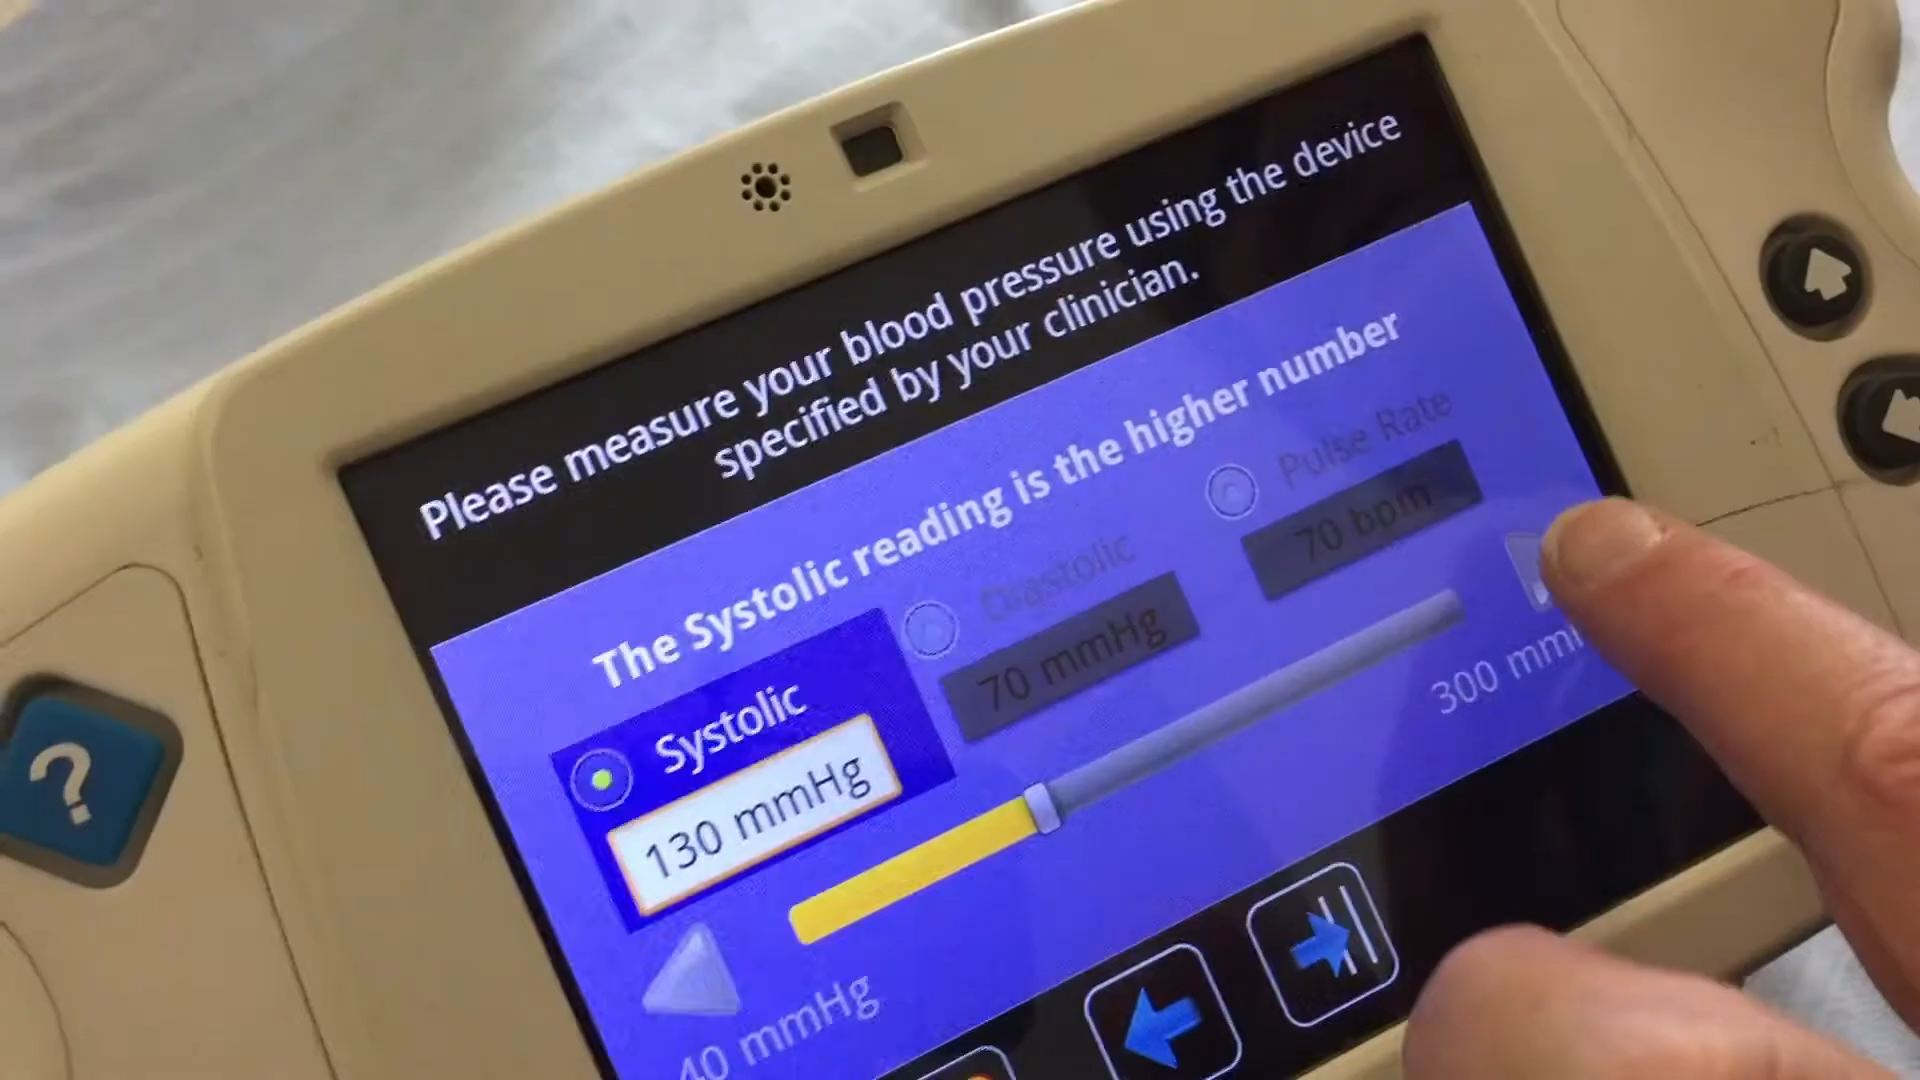 Please measure your blood pressure using the device
specified by your clinician.
The Systolic reading is the higher number
Systolic
130 mmHg
Diastolic
70 mmHg
Pulse Rate
70 bpm
40 mmHg
300
?